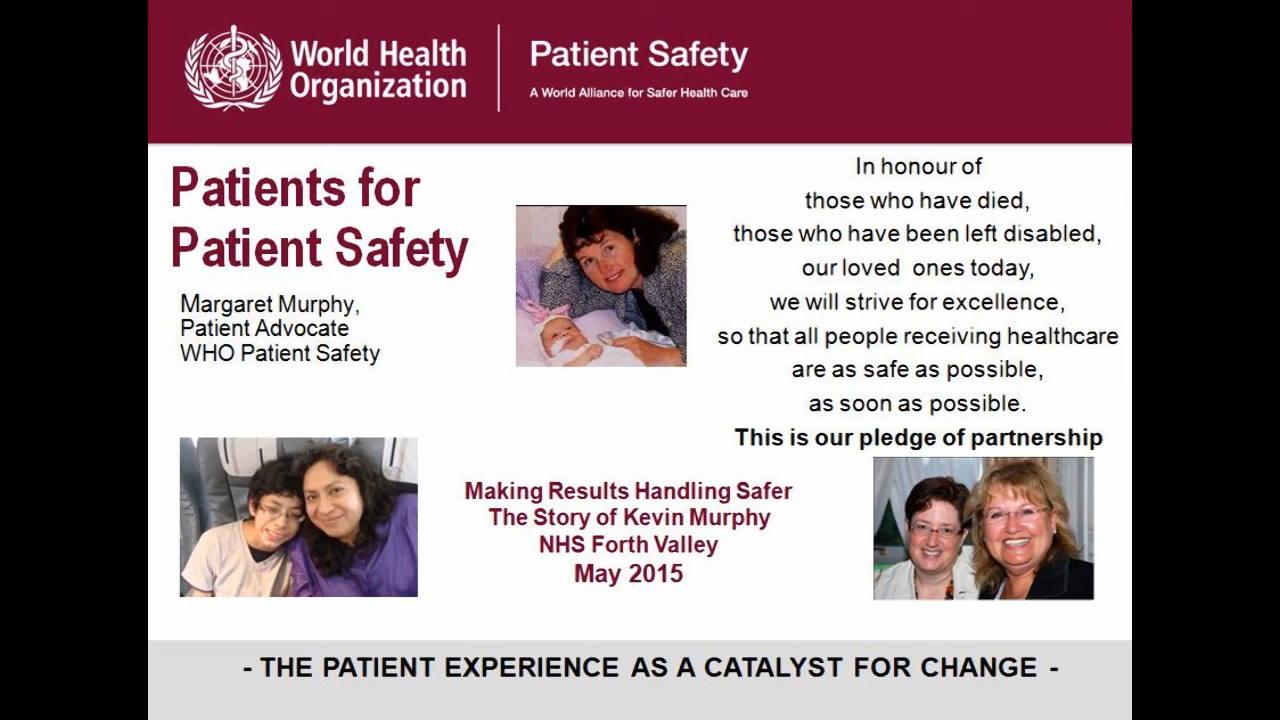 World Health
Organization
Patient Safety
A World Alliance for Safer Health Care
Patients for
Patient Safety
Margaret Murphy,
Patient Advocate
WHO Patient Safety
In honour of
those who have died,
those who have been left disabled,
our loved ones today,
we will strive for excellence,
so that all people receiving healthcare
are as safe as possible,
as soon as possible.
This is our pledge of partnership
Making Results Handling Safer
The Story of Kevin Murphy
NHS Forth Valley
May 2015
- THE PATIENT EXPERIENCE AS A CATALYST FOR CHANGE -